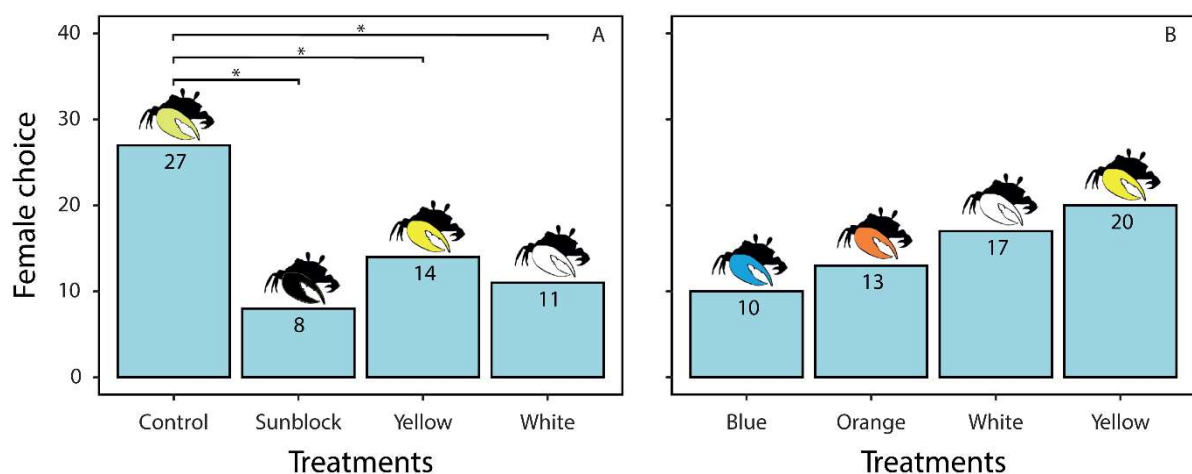 A
B
*
*
*
40
30
20
10
0
Female choice
27
8
14
11
10
13
17
20
Control Sunblock Yellow White
Blue Orange White Yellow
Treatments
Treatments